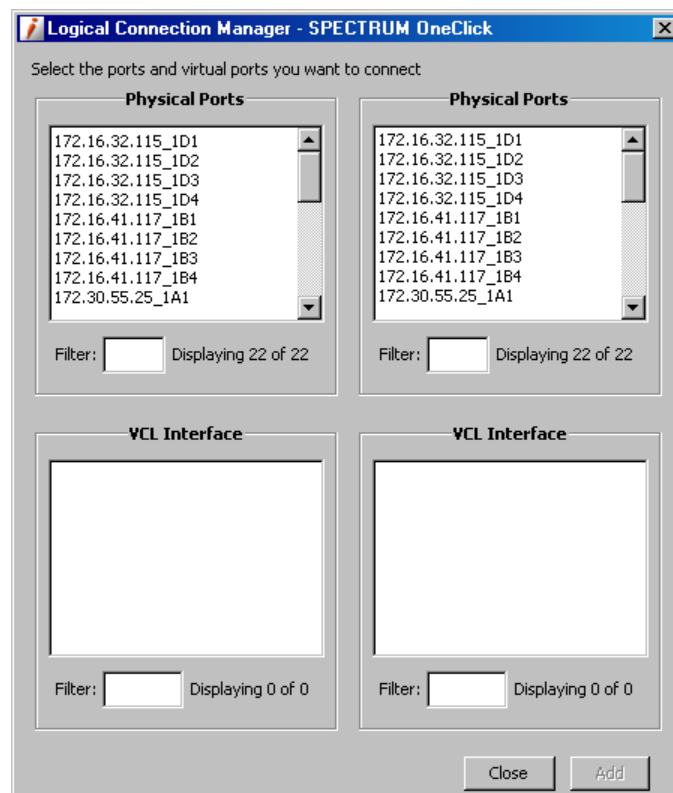 Logical Connection Manager - SPECTRUM OneClick
Select the ports and virtual ports you want to connect
Physical Ports
172.16.32.115_1D1
172.16.32.115_1D2
172.16.32.115_1D3
172.16.32.115_1D4
172.16.41.117_1B1
172.16.41.117_1B2
172.16.41.117_1B3
172.16.41.117_1B4
172.30.55.25_1A1
Filter:
Displaying 22 of 22
Physical Ports
172.16.32.115_1D1
172.16.32.115_1D2
172.16.32.115_1D3
172.16.32.115_1D4
172.16.41.117_1B1
172.16.41.117_1B2
172.16.41.117_1B3
172.16.41.117_1B4
172.30.55.25_1A1
Filter:
Displaying 22 of 22
VCL Interface
Filter:
Displaying 0 of 0
VCL Interface
Filter:
Displaying 0 of 0
Close
Add